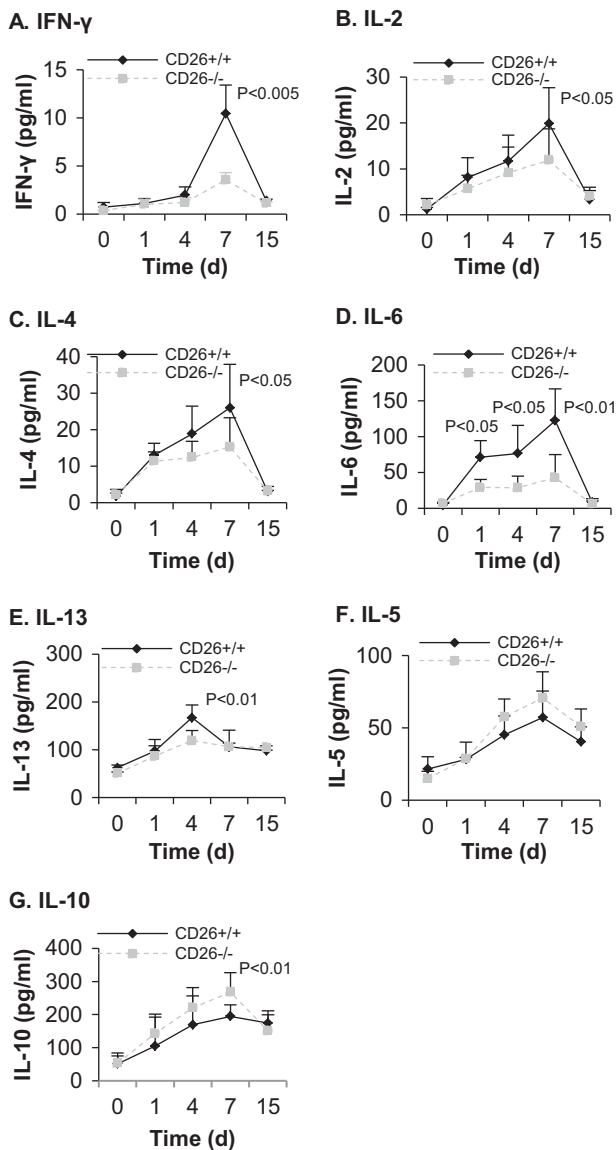 A. IFN-γ
CD26+/+
CD26-/-
P<0.005
15
10
5
0
IFN-γ (pg/ml)
0 1 4 7 15
Time (d)
B. IL-2
CD26+/+
CD26-/-
P<0.05
30
20
10
0
IL-2 (pg/ml)
0 1 4 7 15
Time (d)
C. IL-4
CD26+/+
CD26-/-
P<0.05
40
30
20
10
0
IL-4 (pg/ml)
0 1 4 7 15
Time (d)
D. IL-6
CD26+/+
CD26-/-
P<0.05 P<0.05 P<0.01
200
150
100
50
0
IL-6 (pg/ml)
0 1 4 7 15
Time (d)
E. IL-13
CD26+/+
CD26-/-
P<0.01
300
200
100
0
IL-13 (pg/ml)
0 1 4 7 15
Time (d)
F. IL-5
CD26+/+
CD26-/-
100
50
0
IL-5 (pg/ml)
0 1 4 7 15
Time (d)
G. IL-10
CD26+/+
CD26-/-
P<0.01
400
300
200
100
0
IL-10 (pg/ml)
0 1 4 7 15
Time (d)